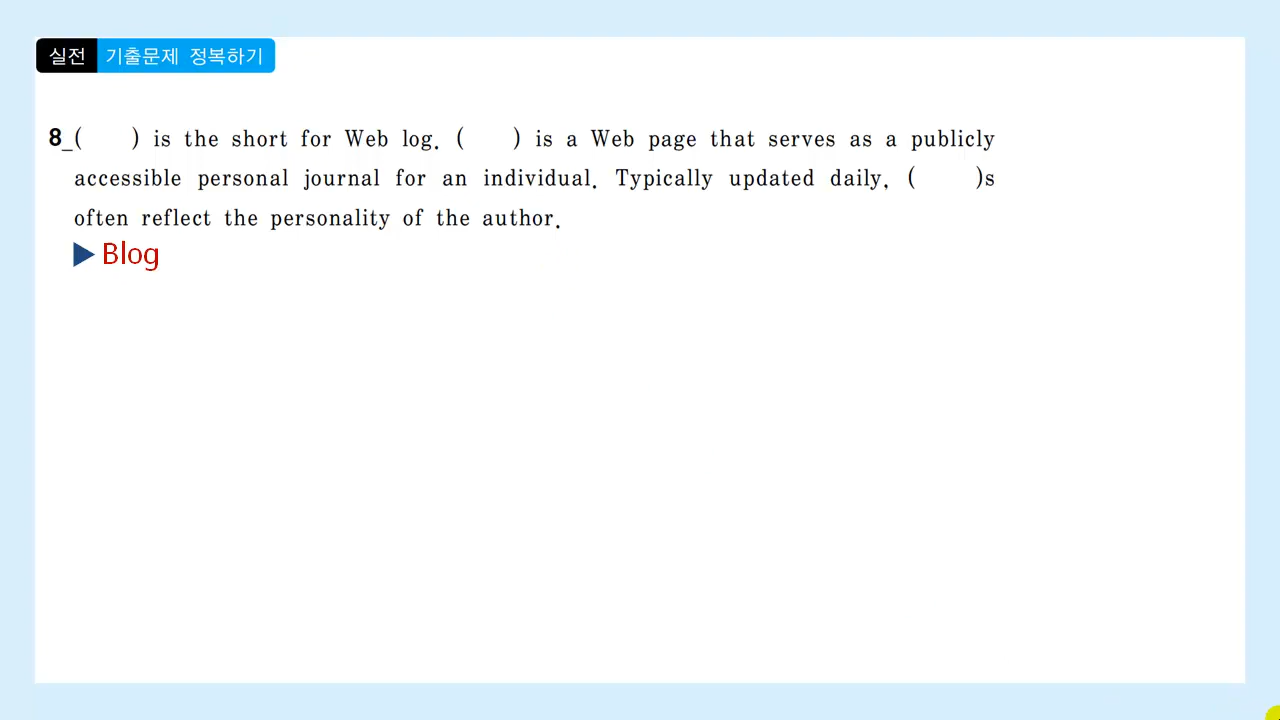 실전 기출문제 정복하기
8_(    ) is the short for Web log. (    ) is a Web page that serves as a publicly
accessible personal journal for an individual. Typically updated daily, (    )s
often reflect the personality of the author.
▶ Blog